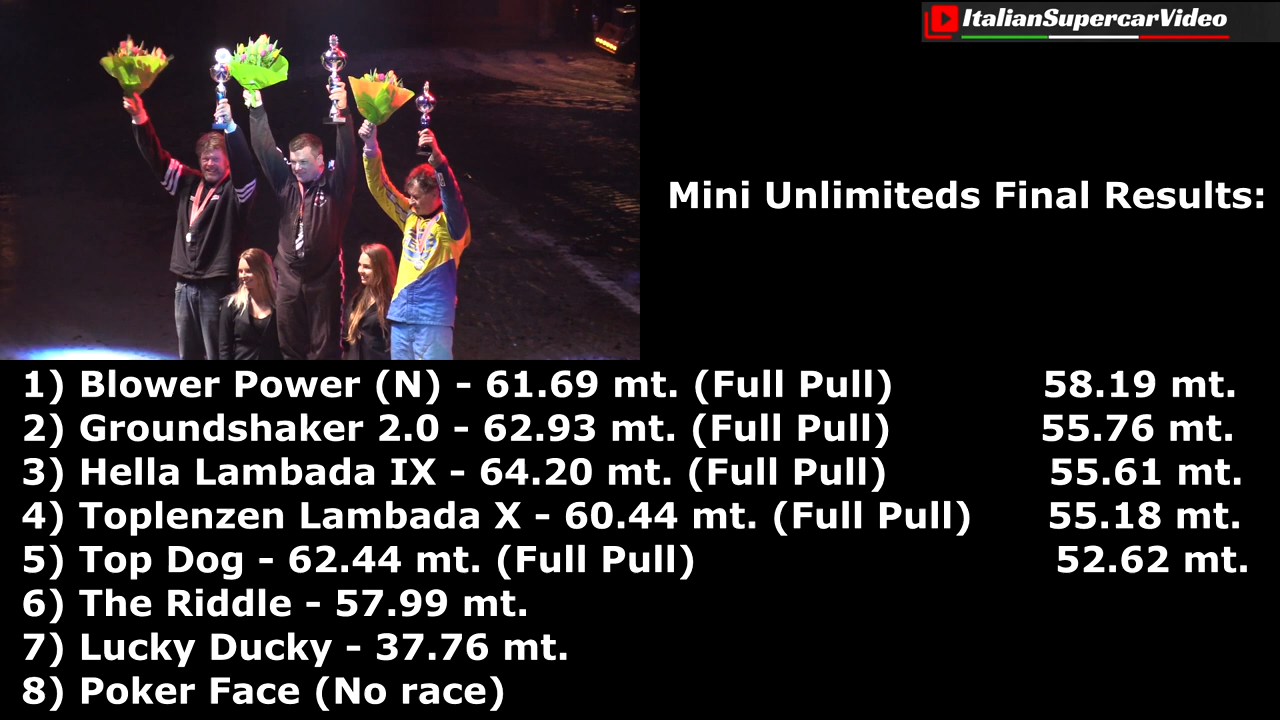 ItalianSupercarVideo
Mini Unlimiteds Final Results:
1) Blower Power (N) - 61.69 mt. (Full Pull) 58.19 mt.
2) Groundshaker 2.0 - 62.93 mt. (Full Pull) 55.76 mt.
3) Hella Lambada IX - 64.20 mt. (Full Pull) 55.61 mt.
4) Toplenzen Lambada X - 60.44 mt. (Full Pull) 55.18 mt.
5) Top Dog - 62.44 mt. (Full Pull) 52.62 mt.
6) The Riddle - 57.99 mt.
7) Lucky Ducky - 37.76 mt.
8) Poker Face (No race)